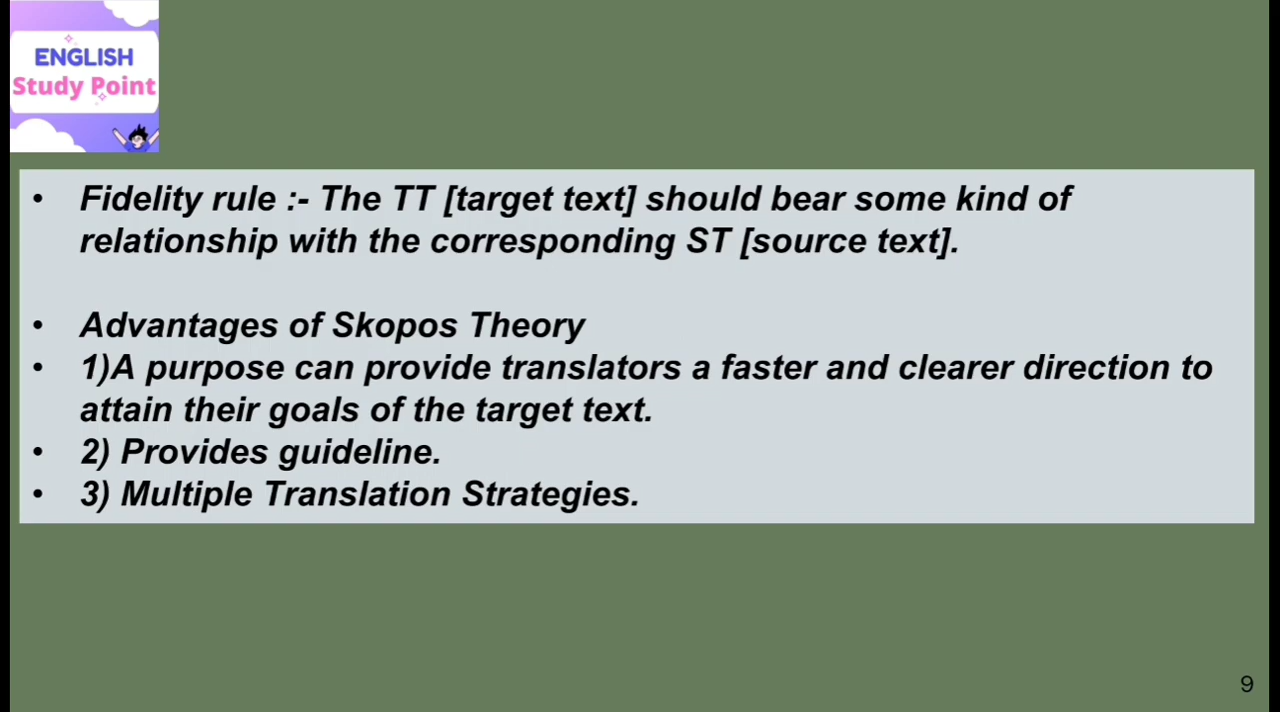 ENGLISH
Study Point
• Fidelity rule :- The TT [target text] should bear some kind of
relationship with the corresponding ST [source text].
• Advantages of Skopos Theory
• 1)A purpose can provide translators a faster and clearer direction to
attain their goals of the target text.
• 2) Provides guideline.
• 3) Multiple Translation Strategies.
9